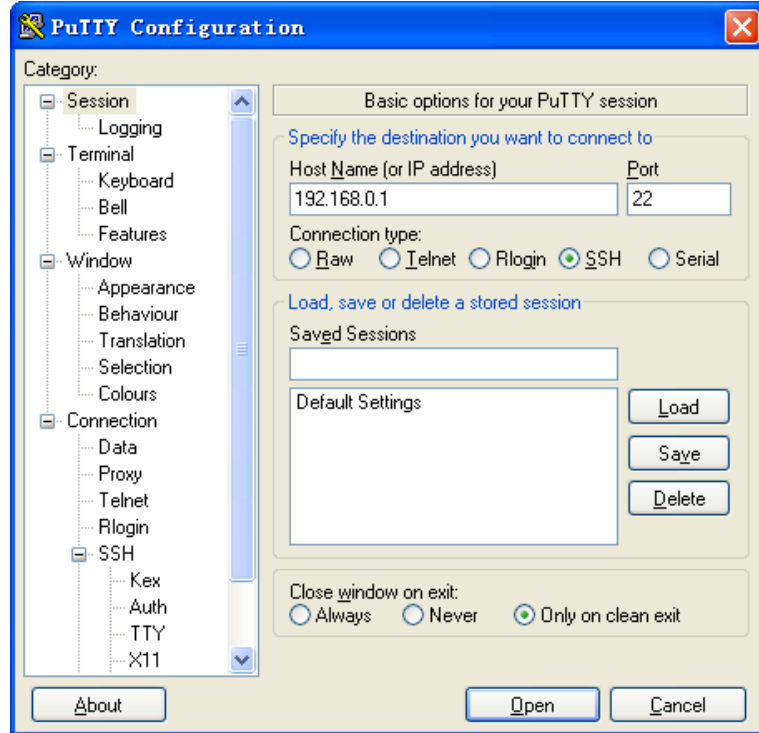 PuTTY Configuration
Category:
Session
Logging
Terminal
Keyboard
Bell
Features
Window
Appearance
Behaviour
Translation
Selection
Colours
Connection
Data
Proxy
Telnet
Rlogin
SSH
Kex
Auth
TTY
X11
Basic options for your PuTTY session
Specify the destination you want to connect to
Host Name (or IP address) Port
192.168.0.1 22
Connection type:
Raw Telnet Rlogin SSH Serial
Load, save or delete a stored session
Saved Sessions
Default Settings
Load
Save
Delete
Close window on exit:
Always Never Only on clean exit
About Open Cancel